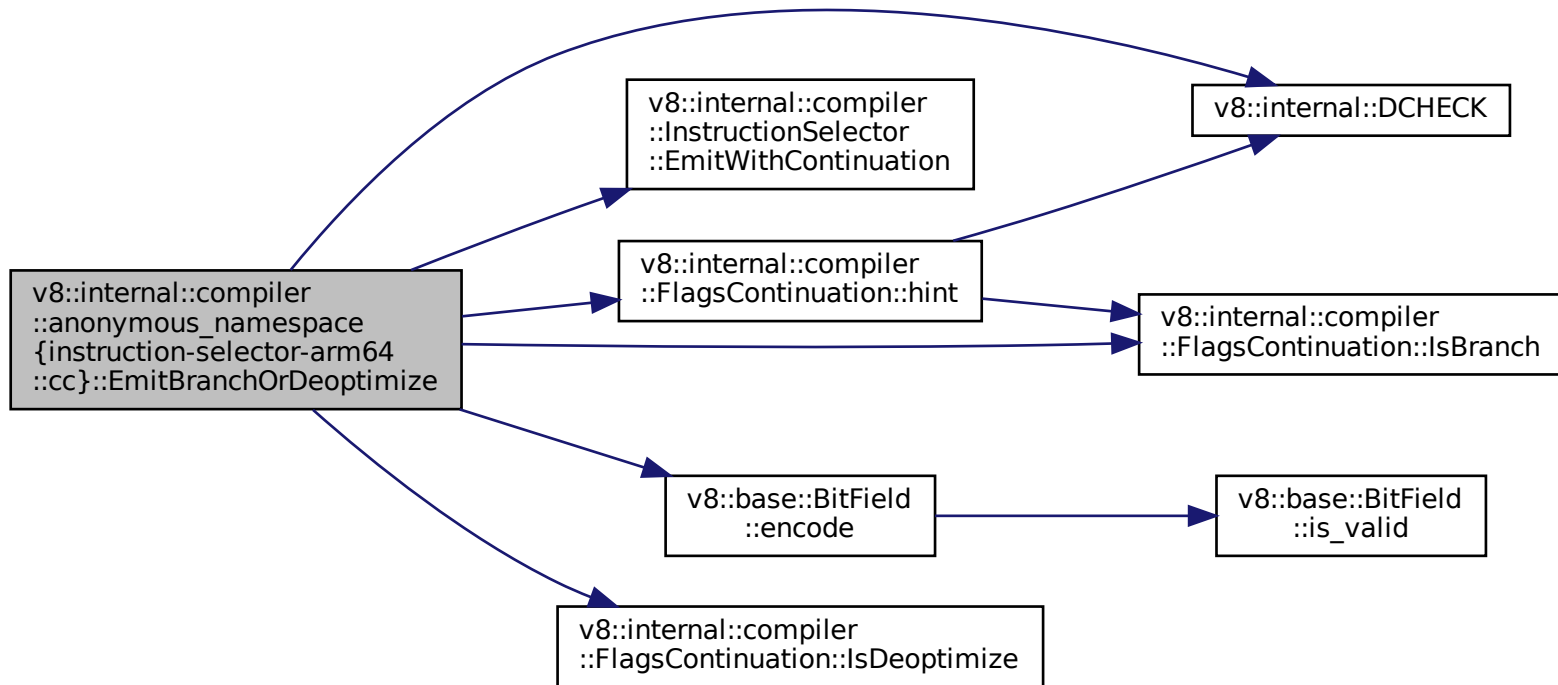 v8::internal::compiler
::anonymous_namespace
{instruction-selector-arm64
::cc}::EmitBranchOrDeoptimize
v8::internal::compiler
::InstructionSelector
::EmitWithContinuation
v8::internal::compiler
::FlagsContinuation::hint
v8::base::BitField
::encode
v8::internal::compiler
::FlagsContinuation::IsDeoptimize
v8::internal::DCHECK
v8::internal::compiler
::FlagsContinuation::IsBranch
v8::base::BitField
::is_valid